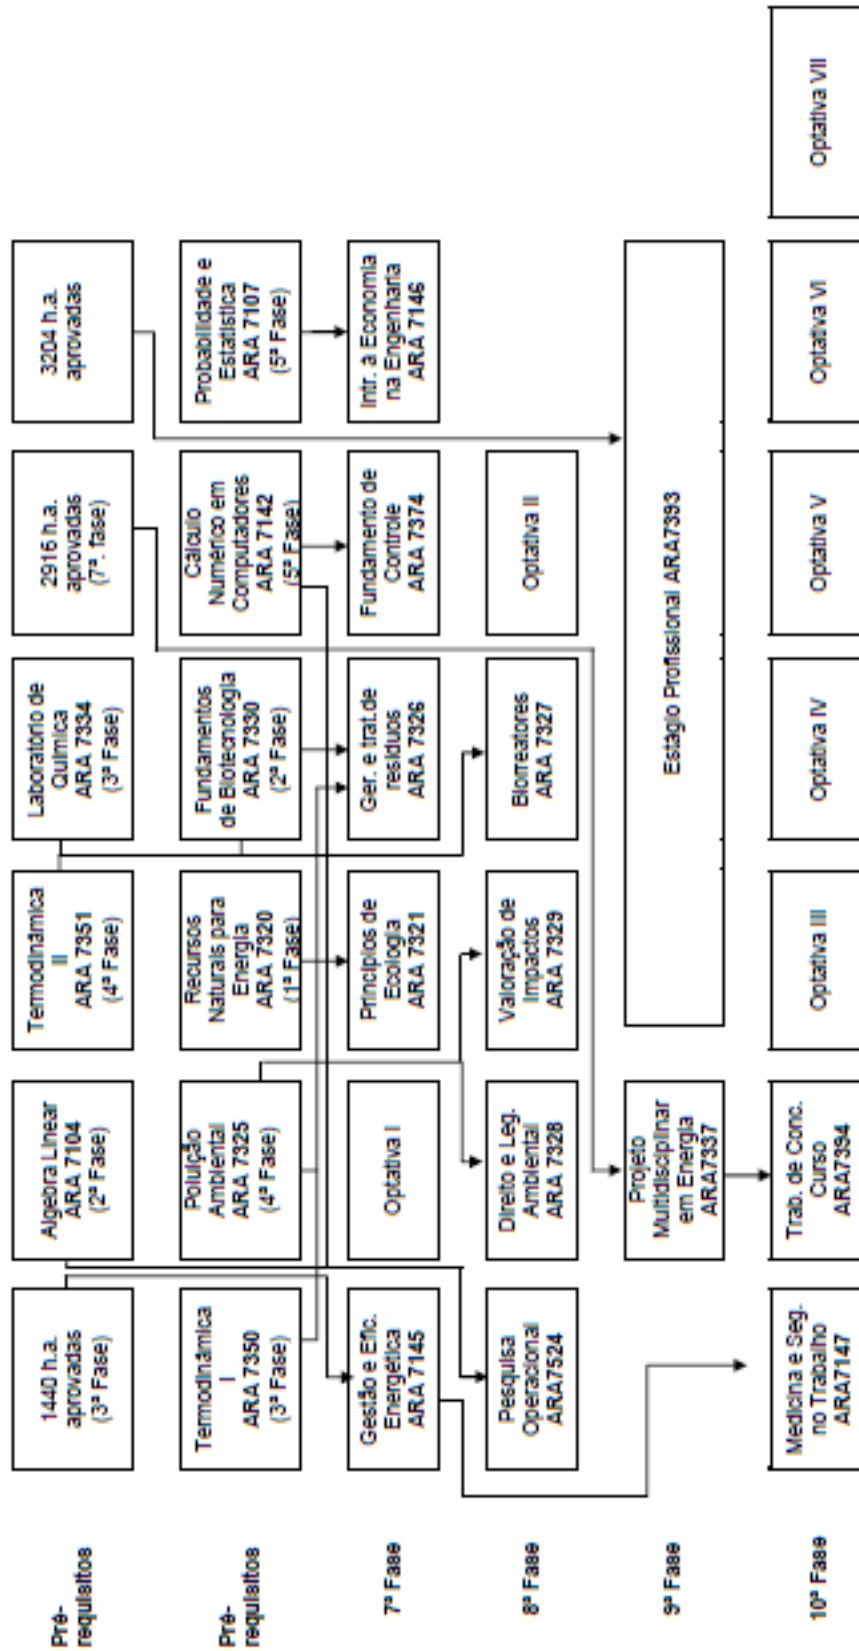 Pré-
requisitos
1440 h.a.
aprovadas
(3ª Fase)
Algebra Linear
ARA 7104
(2ª Fase)
Termodinâmica
II
ARA 7351
(4ª Fase)
Laboratório de
Química
ARA 7334
(3ª Fase)
2916 h.a.
aprovadas
(7ª. fase)
3204 h.a.
aprovadas
Pré-
requisitos
Termodinâmica
I
ARA 7350
(3ª Fase)
Poluição
Ambiental
ARA 7325
(4ª Fase)
Recursos
Naturais para
Energia
ARA 7320
(1ª Fase)
Fundamentos
de Biotecnologia
ARA 7330
(2ª Fase)
Cálculo
Numérico em
Computadores
ARA 7142
(5ª Fase)
Probabilidade e
Estatística
ARA 7107
(5ª Fase)
7ª Fase
Gestão e Efic.
Energética
ARA 7145
Optativa I
Princípios de
Ecologia
ARA 7321
Ger. e trat.de
resíduos
ARA 7326
Fundamento de
Controle
ARA 7374
Intr. à Economia
na Engenharia
ARA 7146
8ª Fase
Pesquisa
Operacional
ARA7524
Direito e Leg.
Ambiental
ARA 7328
Valoração de
Impactos
ARA 7329
Biorreatores
ARA 7327
Optativa II
9ª Fase
Projeto
Multidisciplinar
em Energia
ARA7337
Estágio Profissional ARA7393
10ª Fase
Medicina e Seg.
no Trabalho
ARA7147
Trab. de Conc.
Curso
ARA7394
Optativa III
Optativa IV
Optativa V
Optativa VI
Optativa VII